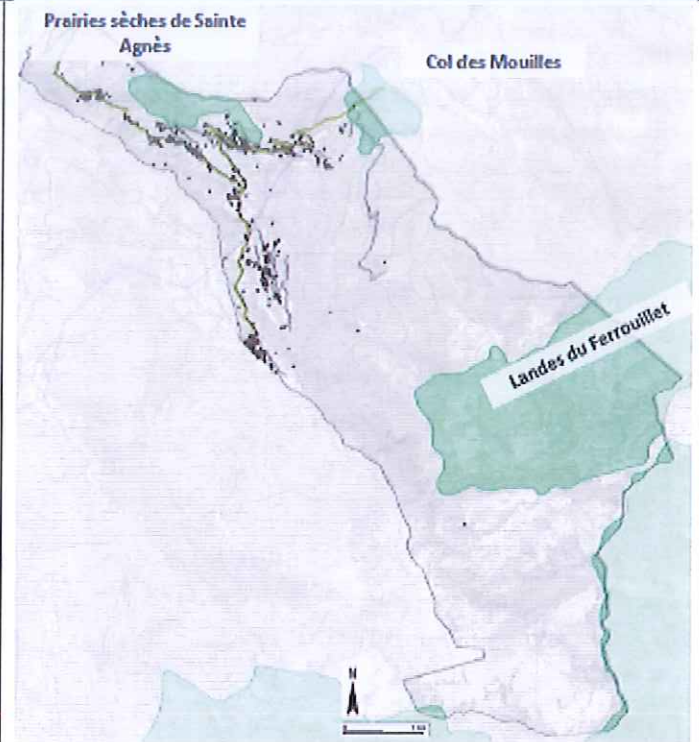 Prairies sèches de Sainte
Agnès
Col des Mouilles
Landes du Ferrouillet
N